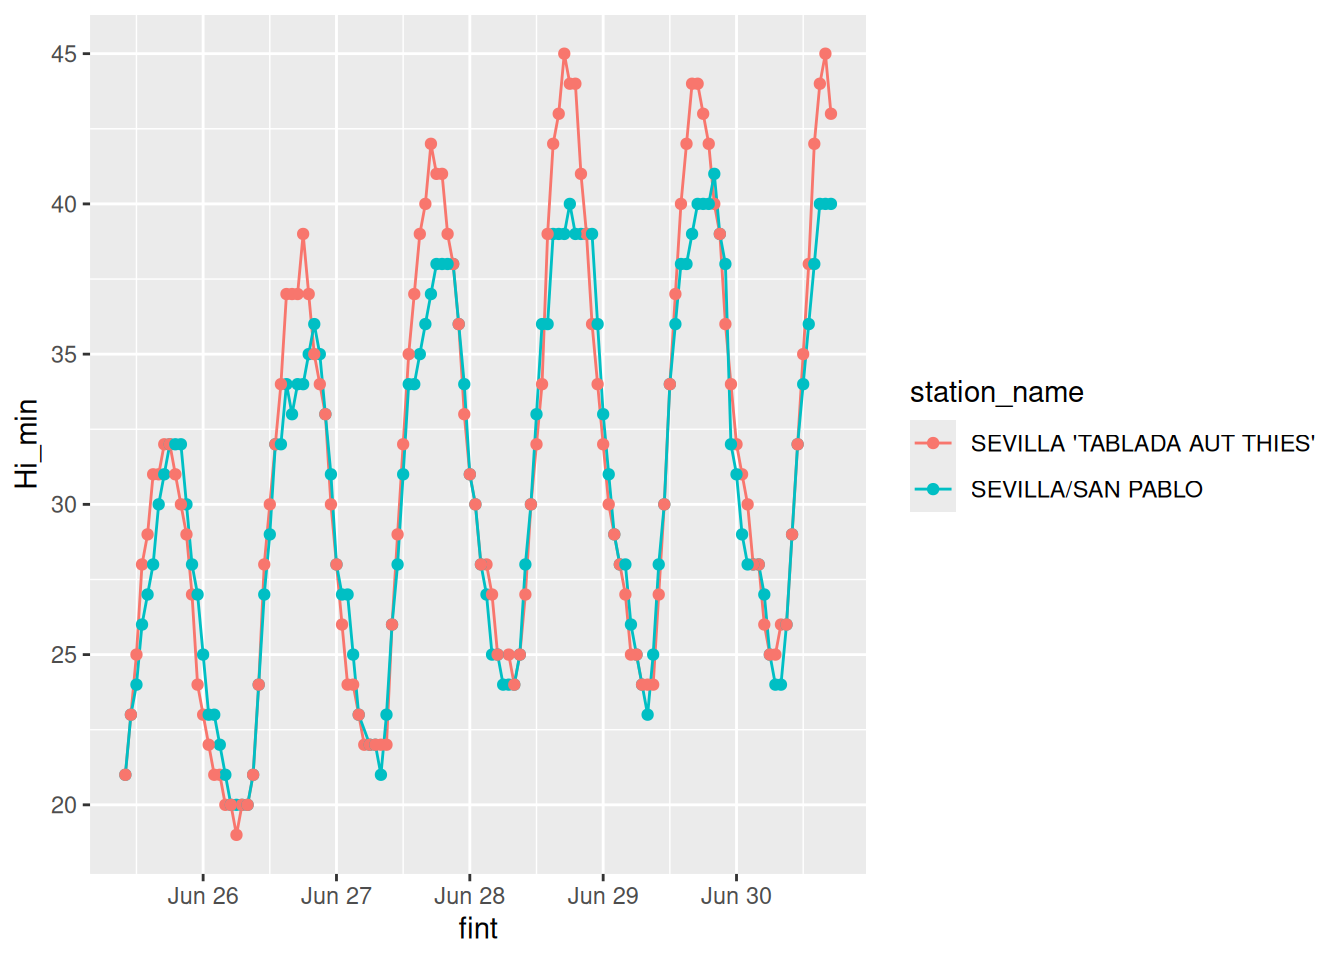 45
40
35
30
25
20
Hi_min
Jun 26 Jun 27 Jun 28 Jun 29 Jun 30
fint
station_name
SEVILLA 'TABLADA AUT THIES'
SEVILLA/SAN PABLO